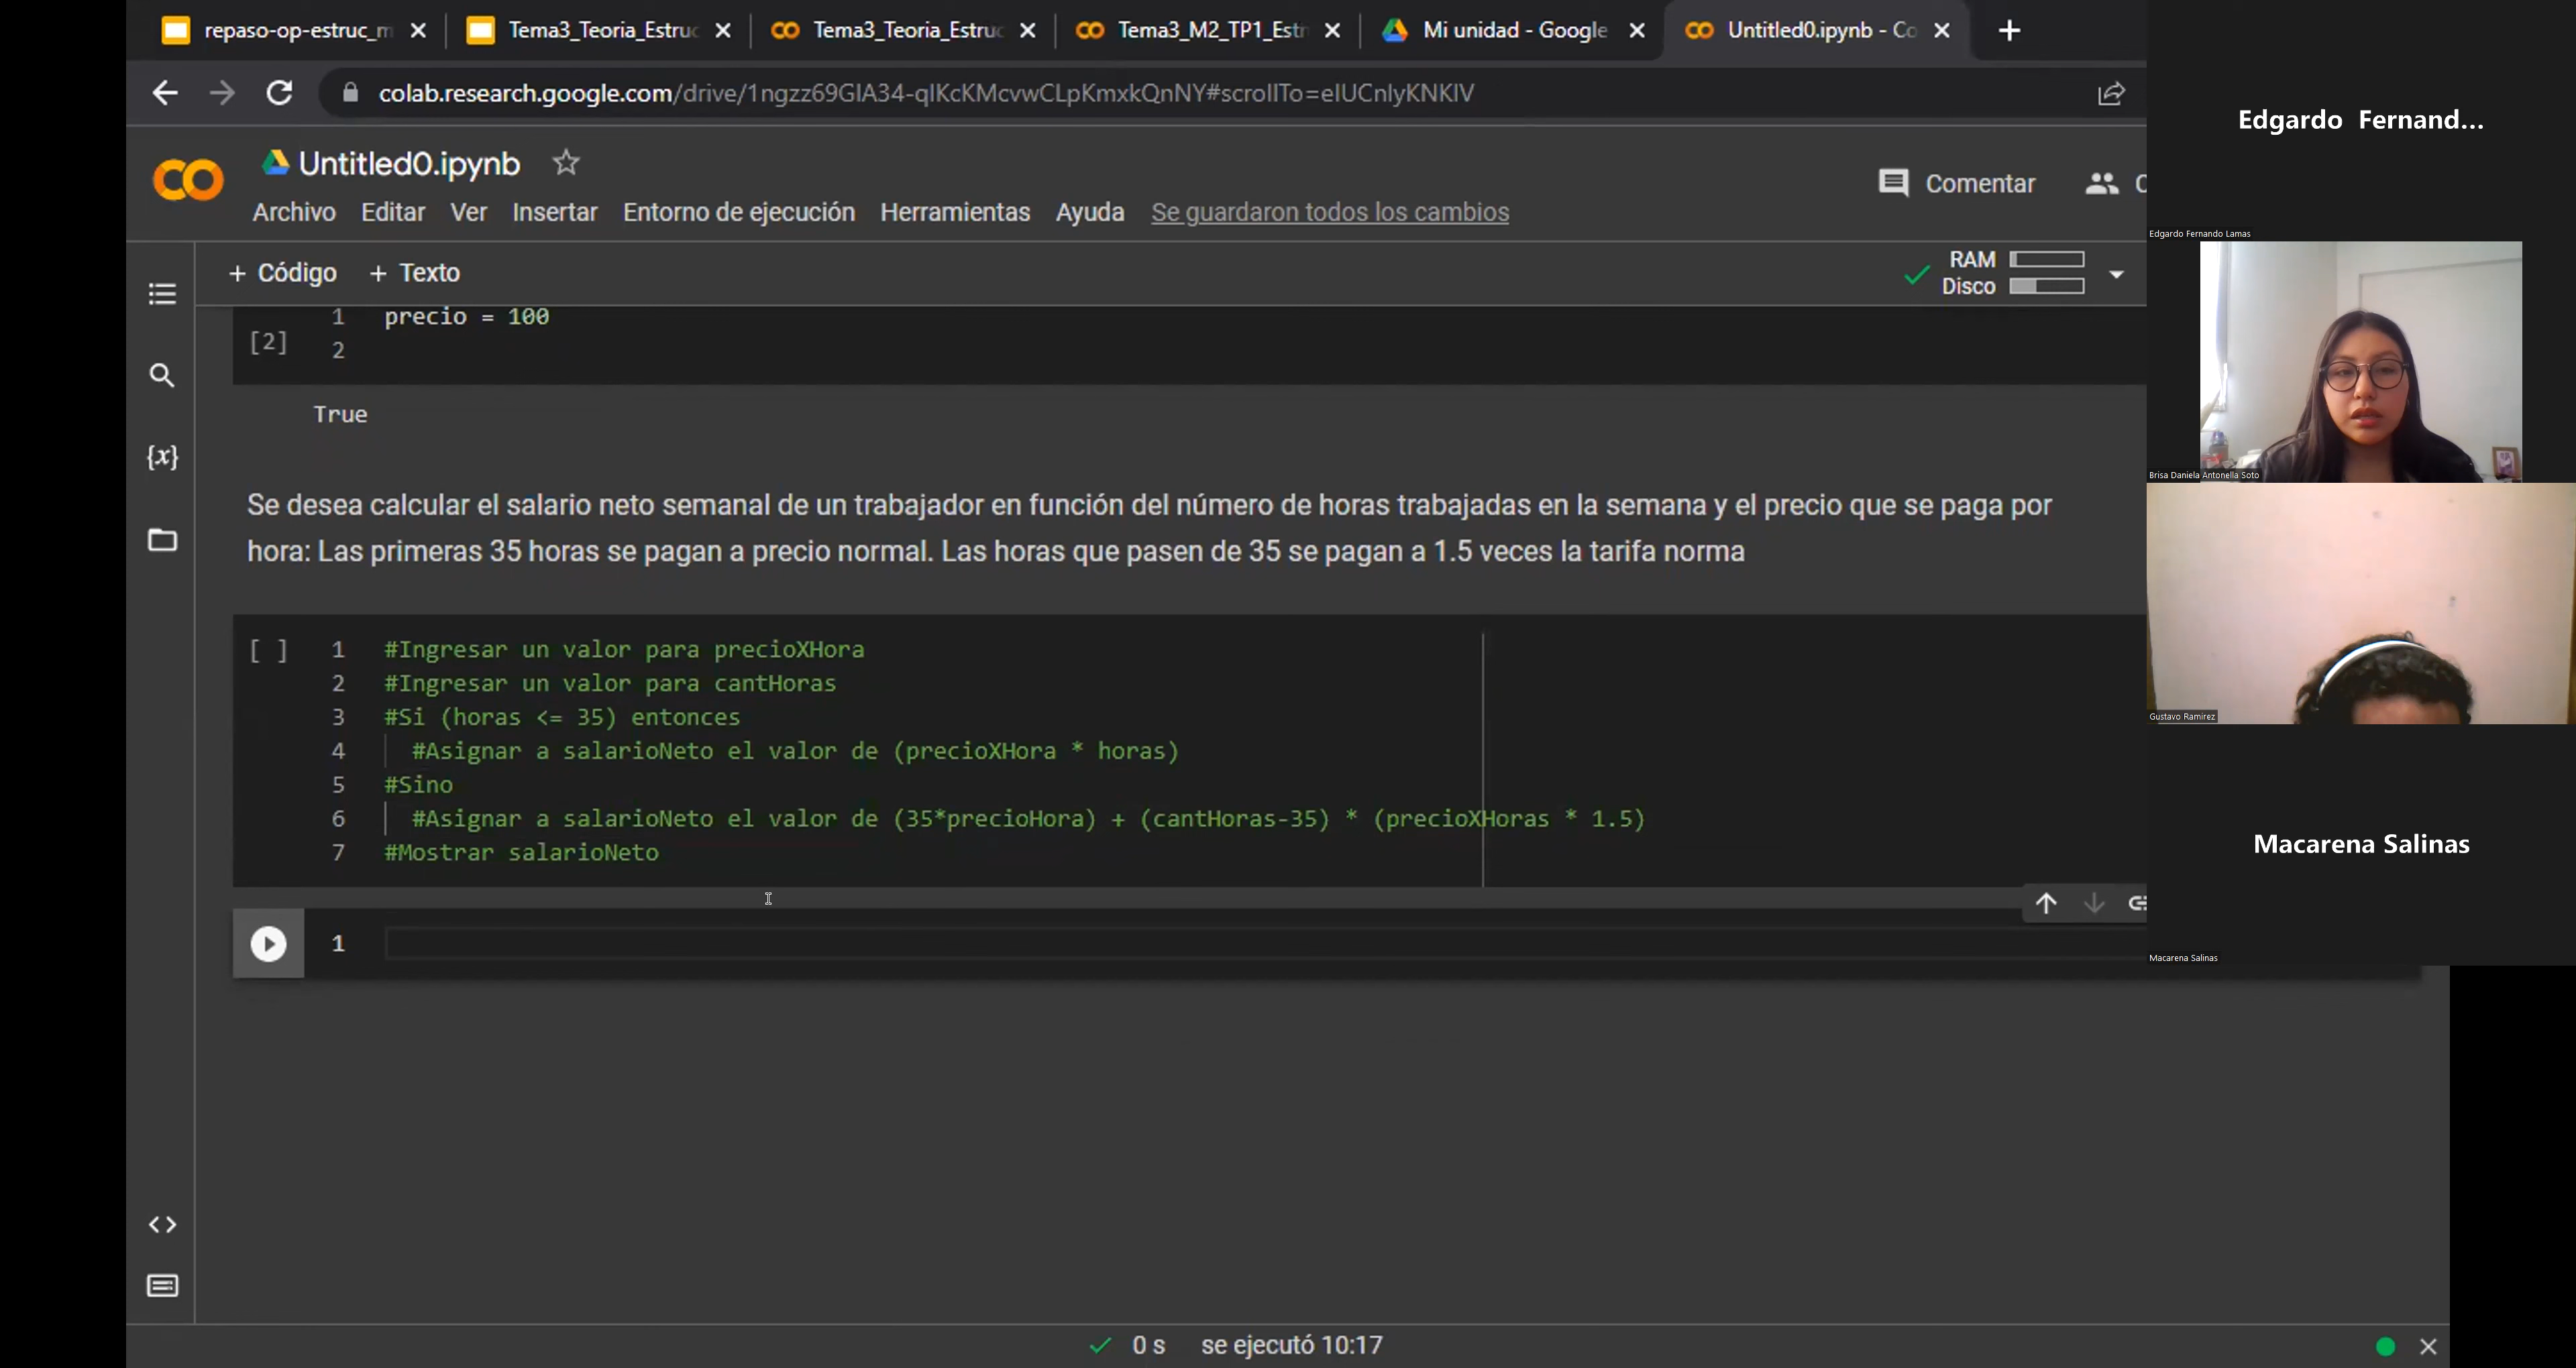 repaso-op-estruc_m
Tema3_Teoria_Estruc
Tema3_Teoria_Estruc
Tema3_M2_TP1_Estr
Mi unidad - Google
Untitled0.ipynb - Co
colab.research.google.com/drive/1ngzz69GIA34-qIKcKMcvwCLpKmxkQnNY#scrollTo=eIUCnlyKNKlV
Untitled0.ipynb
Comentar
C
Archivo Editar Ver Insertar Entorno de ejecución Herramientas Ayuda Se guardaron todos los cambios
+ Código + Texto
RAM
Disco
[2]
1 precio = 100
2
True
Se desea calcular el salario neto semanal de un trabajador en función del número de horas trabajadas en la semana y el precio que se paga por
hora: Las primeras 35 horas se pagan a precio normal. Las horas que pasen de 35 se pagan a 1.5 veces la tarifa norma
[ ] 1 #Ingresar un valor para precioXHora
2 #Ingresar un valor para cantHoras
3 #Si (horas <= 35) entonces
4 #Asignar a salarioNeto el valor de (precioXHora * horas)
5 #Sino
6 #Asignar a salarioNeto el valor de (35*precioHora) + (cantHoras-35) * (precioXHoras * 1.5)
7 #Mostrar salarioNeto
1
0 s se ejecutó 10:17
Edgardo Fernand...
Edgardo Fernando Lamas
Brisa Daniela Antonella Soto
Gustavo Ramirez
Macarena Salinas
Macarena Salinas